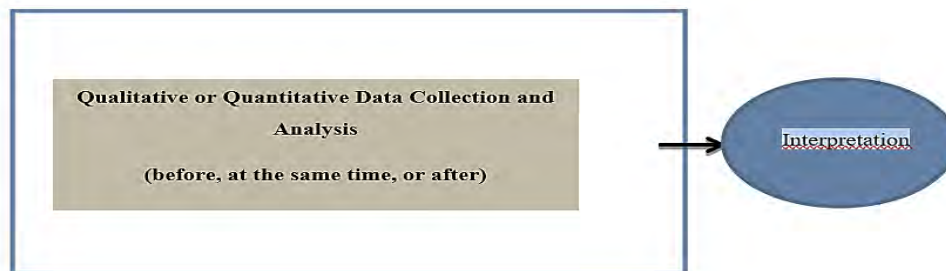 Qualitative or Quantitative Data Collection and
Analysis
(before, at the same time, or after)
Interpretation